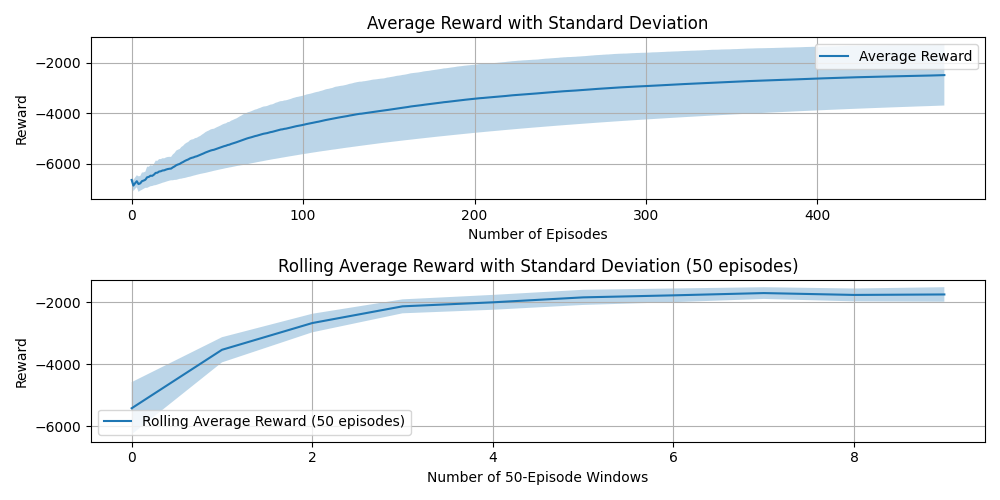 Average Reward with Standard Deviation
Reward
−2000
−4000
−6000
Average Reward
0 100 200 300 400
Number of Episodes
Rolling Average Reward with Standard Deviation (50 episodes)
Reward
−2000
−4000
−6000
Rolling Average Reward (50 episodes)
0 2 4 6 8
Number of 50-Episode Windows